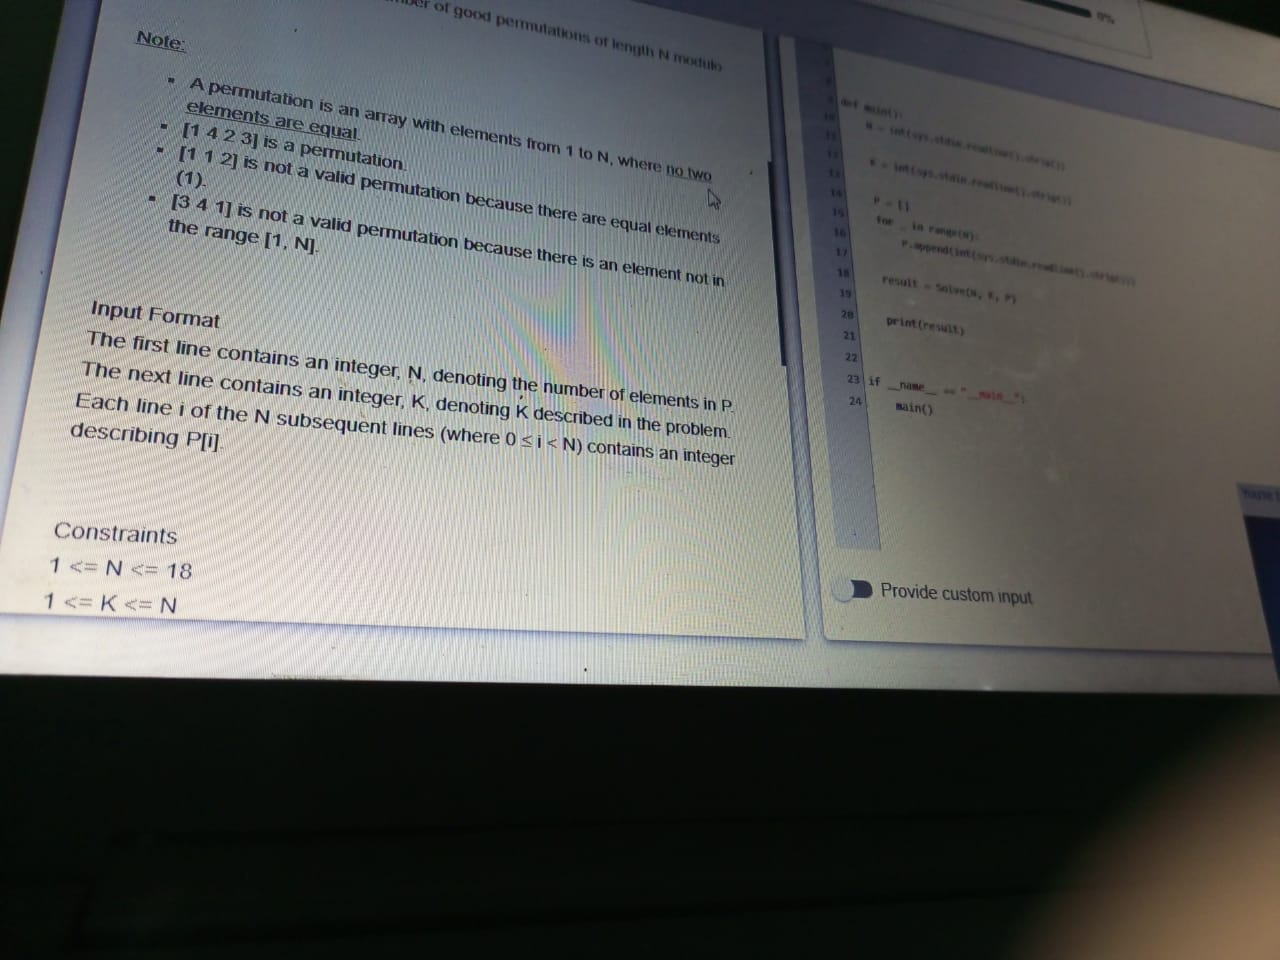 of good permutations of length N modulo
Note:
A permutation is an array with elements from 1 to N, where no two
elements are equal.
[1 4 2 3] is a permutation.
[1 1 2] is not a valid permutation because there are equal elements
(1).
[3 4 1] is not a valid permutation because there is an element not in
the range [1, N].
Input Format
The first line contains an integer, N, denoting the number of elements in P.
The next line contains an integer, K, denoting K described in the problem.
Each line i of the N subsequent lines (where 0 ≤ i < N) contains an integer
describing P[i].
Constraints
1 <= N <= 18
1 <= K <= N
0%
def main():
N = int(sys.stdin.readline().strip())
K = int(sys.stdin.readline().strip())
P = []
for _ in range(N):
P.append(int(sys.stdin.readline().strip()))
result = Solve(N, K, P)
print(result)
if __name__ == "__main__":
main()
10
11
12
13
14
15
16
17
18
19
20
21
22
23
24
Provide custom input